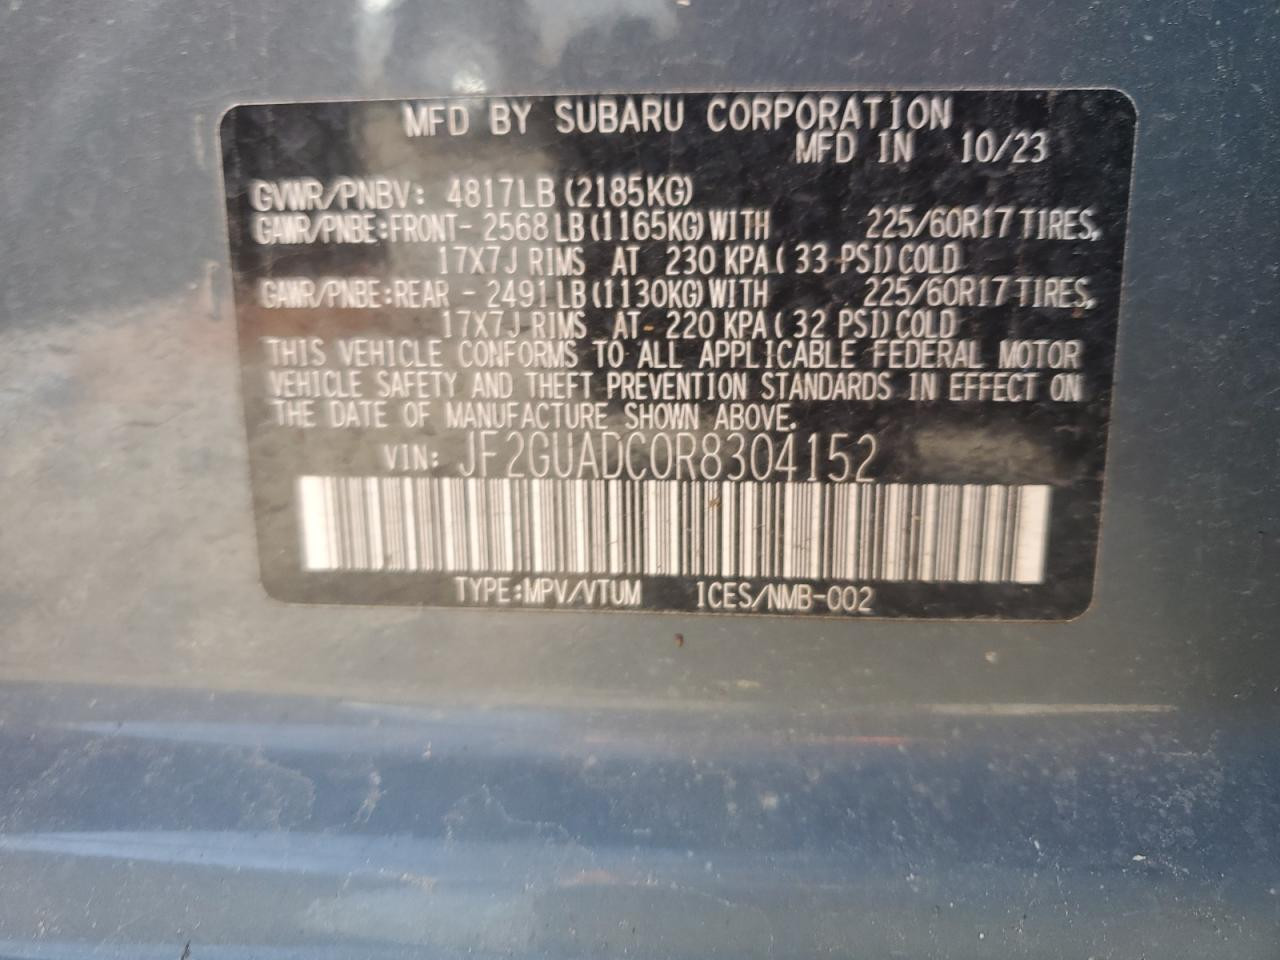 MFD BY SUBARU CORPORATION
MFD IN 10/23
GVWR/PNBV: 4817LB (2185KG)
GAWR/PNBE:FRONT- 2568 LB (1165KG) WITH 225/60R17 TIRES,
17X7J RIMS AT 230 KPA ( 33 PSI) COLD
GAWR/PNBE:REAR - 2491 LB (1130KG) WITH 225/60R17 TIRES,
17X7J RIMS AT 220 KPA ( 32 PSI) COLD
THIS VEHICLE CONFORMS TO ALL APPLICABLE FEDERAL MOTOR
VEHICLE SAFETY AND THEFT PREVENTION STANDARDS IN EFFECT ON
THE DATE OF MANUFACTURE SHOWN ABOVE.
VIN: JF2GUADC0R8304152
TYPE:MPV/VTUM ICES/NMB-002